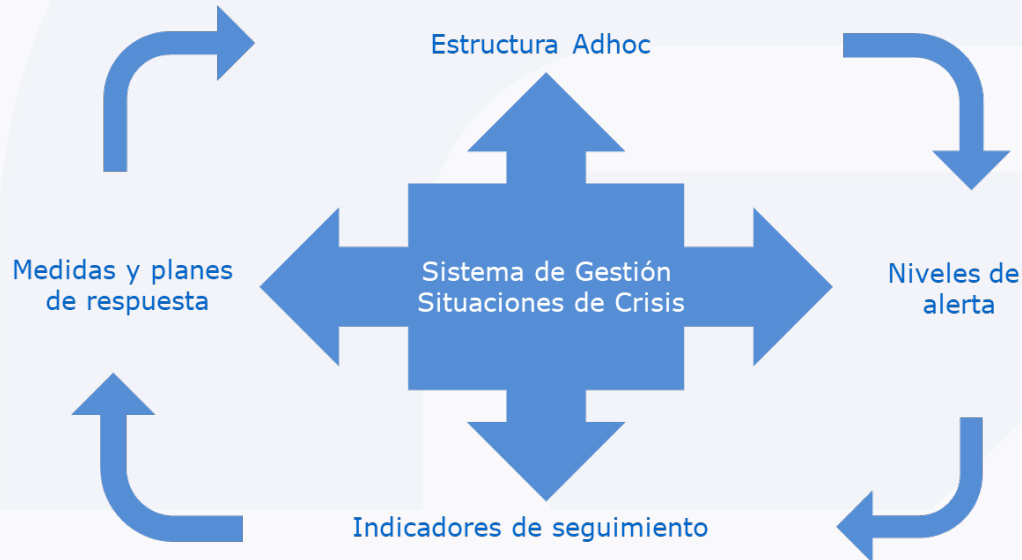 Estructura Adhoc
Medidas y planes
de respuesta
Sistema de Gestión
Situaciones de Crisis
Niveles de
alerta
Indicadores de seguimiento